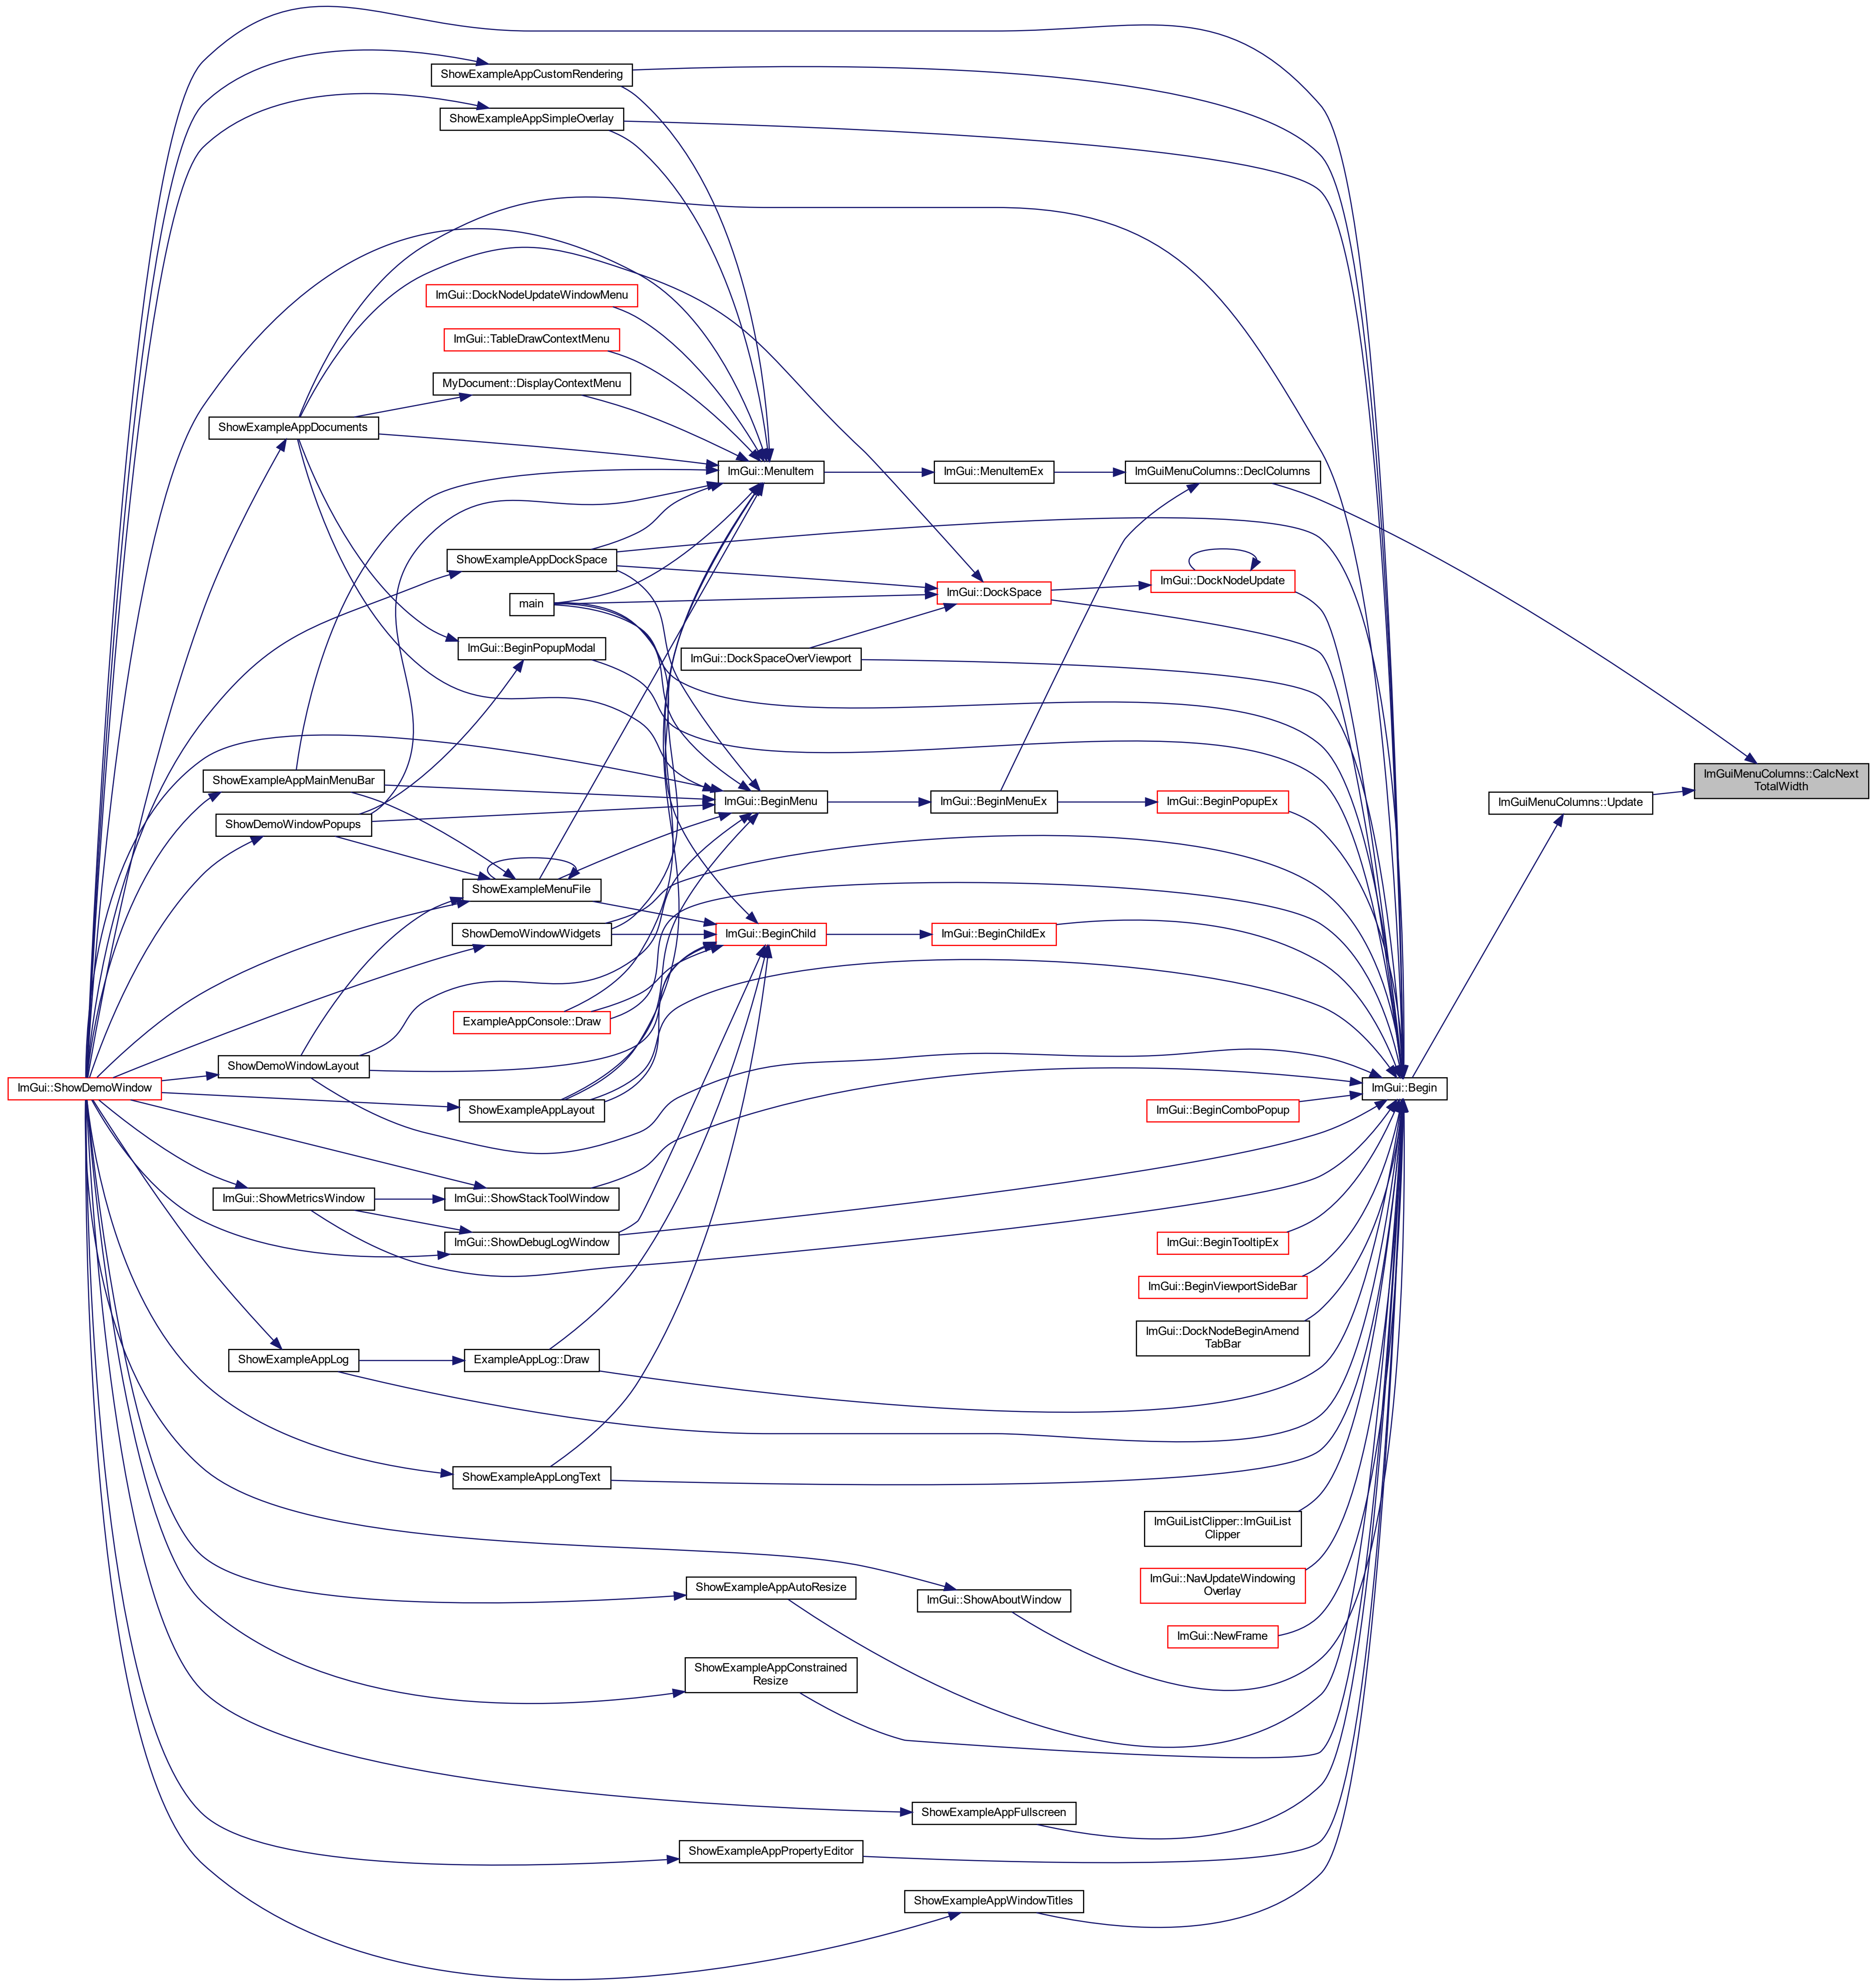 ShowExampleAppCustomRendering
ShowExampleAppSimpleOverlay
ImGui::DockNodeUpdateWindowMenu
ImGui::TableDrawContextMenu
MyDocument::DisplayContextMenu
ShowExampleAppDocuments
ImGui::MenuItem
ImGui::MenuItemEx
ImGuiMenuColumns::DeclColumns
ShowExampleAppDockSpace
ImGui::DockNodeUpdate
ImGui::DockSpace
main
ImGui::BeginPopupModal
ImGui::DockSpaceOverViewport
ShowExampleAppMainMenuBar
ImGuiMenuColumns::CalcNext
TotalWidth
ImGui::BeginMenu
ImGui::BeginMenuEx
ImGui::BeginPopupEx
ImGuiMenuColumns::Update
ShowDemoWindowPopups
ShowExampleMenuFile
ShowDemoWindowWidgets
ImGui::BeginChild
ImGui::BeginChildEx
ExampleAppConsole::Draw
ShowDemoWindowLayout
ImGui::ShowDemoWindow
ImGui::Begin
ShowExampleAppLayout
ImGui::BeginComboPopup
ImGui::ShowMetricsWindow
ImGui::ShowStackToolWindow
ImGui::ShowDebugLogWindow
ImGui::BeginTooltipEx
ImGui::BeginViewportSideBar
ImGui::DockNodeBeginAmend
TabBar
ShowExampleAppLog
ExampleAppLog::Draw
ShowExampleAppLongText
ImGuiListClipper::ImGuiList
Clipper
ImGui::NavUpdateWindowing
Overlay
ShowExampleAppAutoResize
ImGui::ShowAboutWindow
ImGui::NewFrame
ShowExampleAppConstrained
Resize
ShowExampleAppFullscreen
ShowExampleAppPropertyEditor
ShowExampleAppWindowTitles